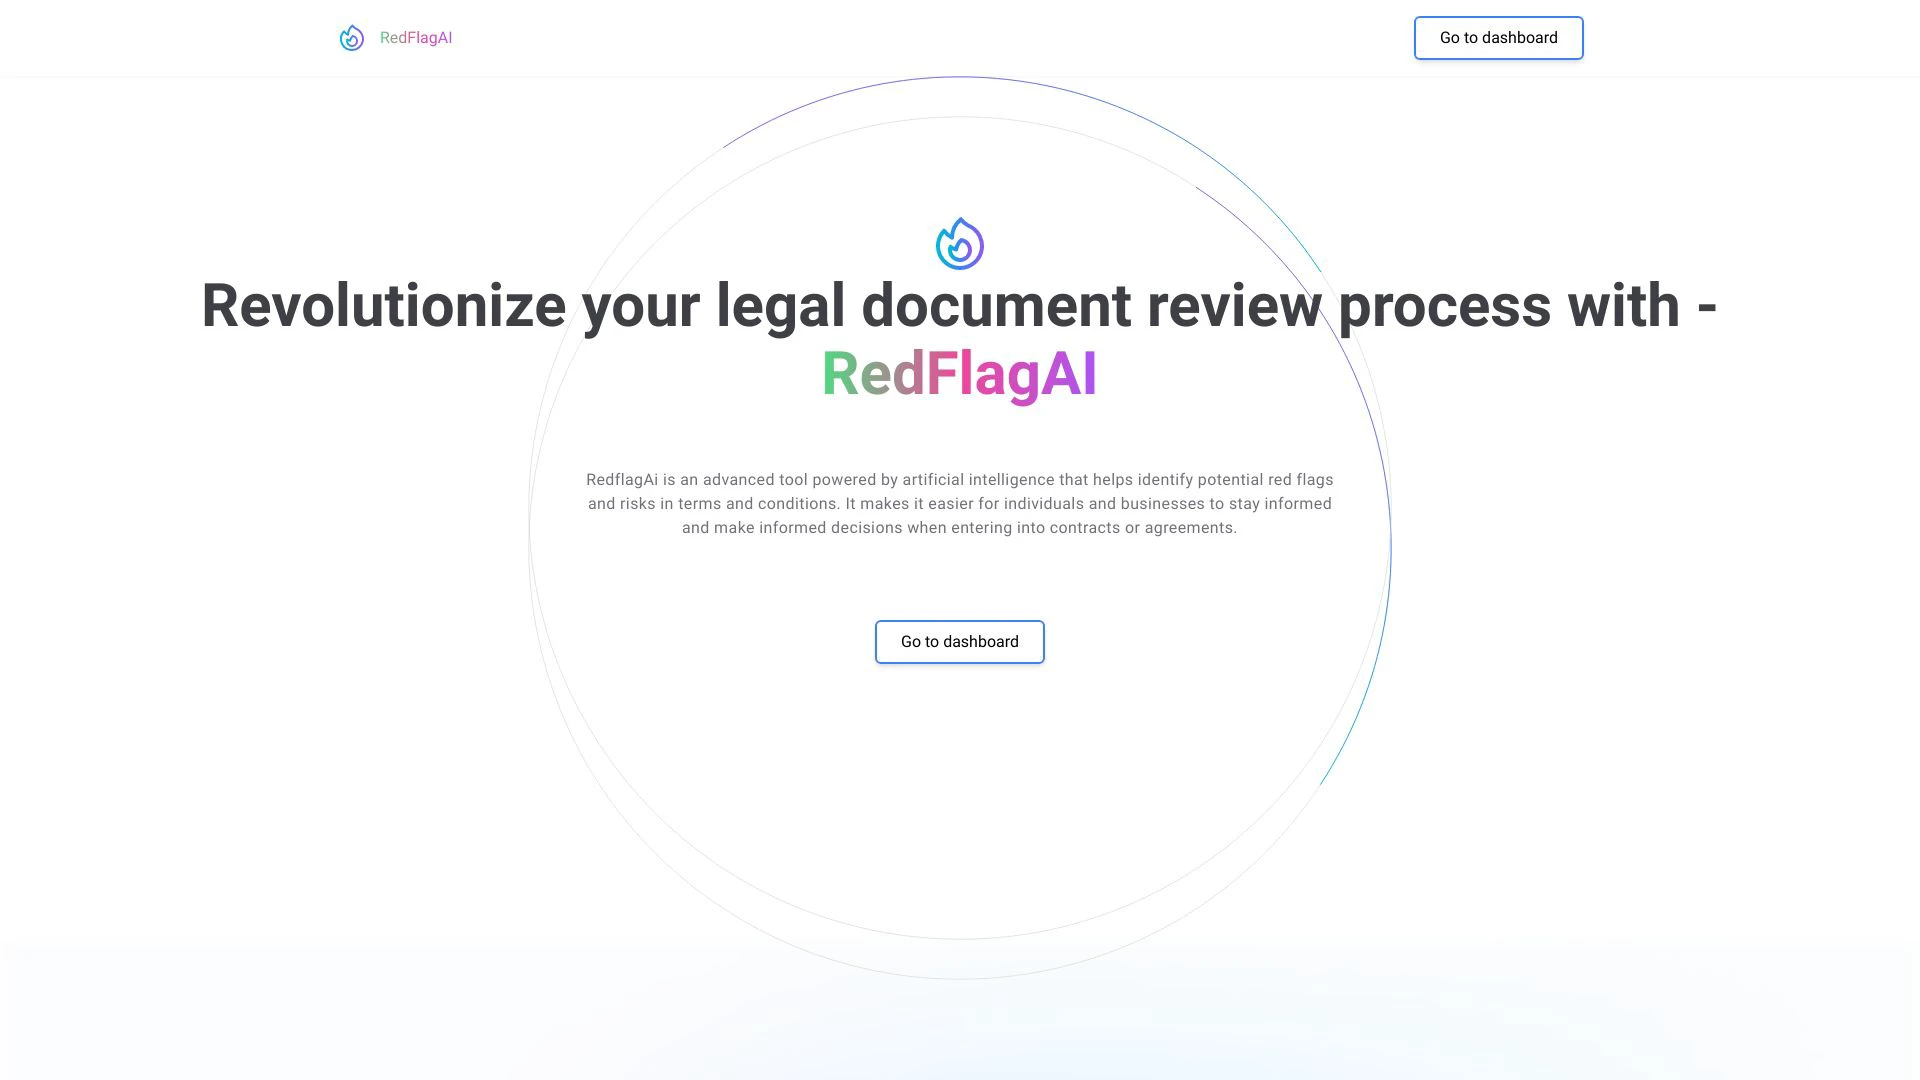 RedFlagAI
Go to dashboard
Revolutionize your legal document review process with -
RedFlagAI
RedflagAi is an advanced tool powered by artificial intelligence that helps identify potential red flags
and risks in terms and conditions. It makes it easier for individuals and businesses to stay informed
and make informed decisions when entering into contracts or agreements.
Go to dashboard